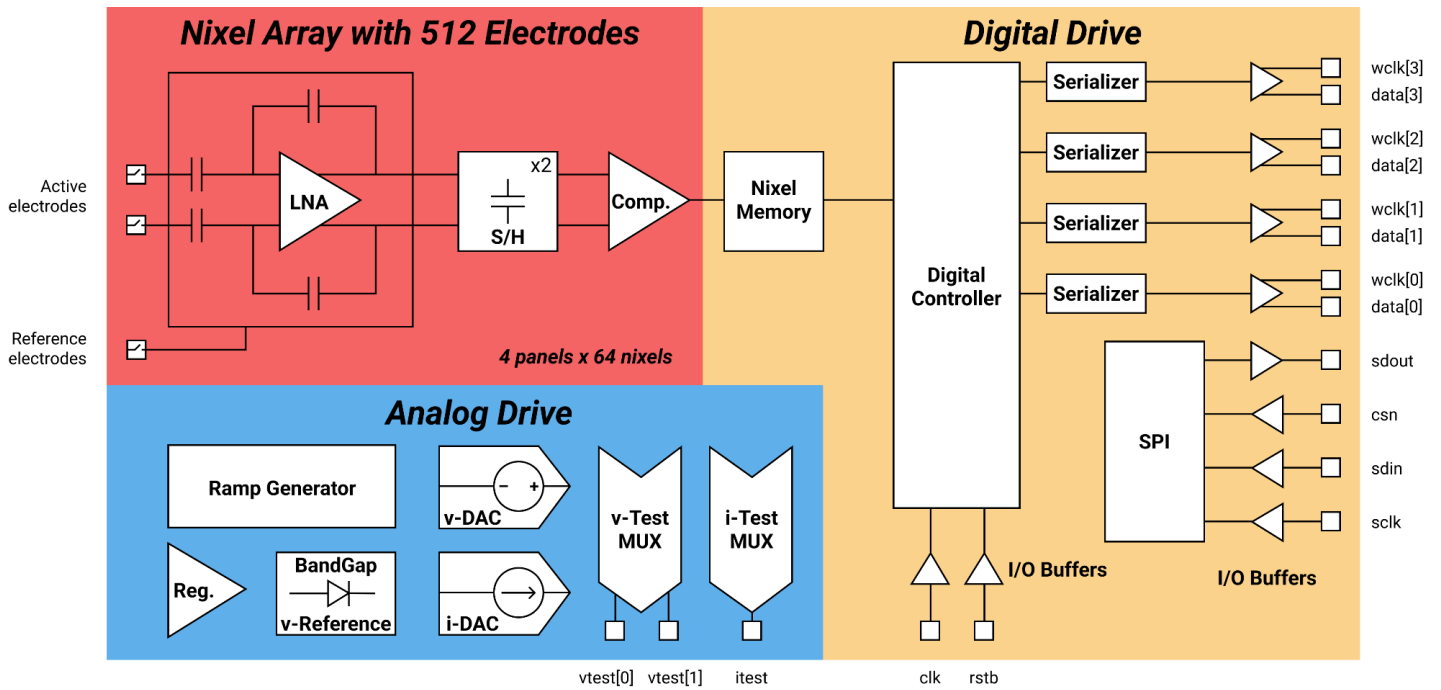 Nixel Array with 512 Electrodes
Active
electrodes
LNA
x2
S/H
Comp.
Reference
electrodes
4 panels x 64 nixels
Digital Drive
Nixel
Memory
Digital
Controller
Serializer
wclk[3]
data[3]
Serializer
wclk[2]
data[2]
Serializer
wclk[1]
data[1]
Serializer
wclk[0]
data[0]
SPI
sdout
csn
sdin
sclk
I/O Buffers
I/O Buffers
clk
rstb
Analog Drive
Ramp Generator
- +
v-DAC
v-Test
MUX
i-Test
MUX
Reg.
BandGap
v-Reference
i-DAC
vtest[0]
vtest[1]
itest